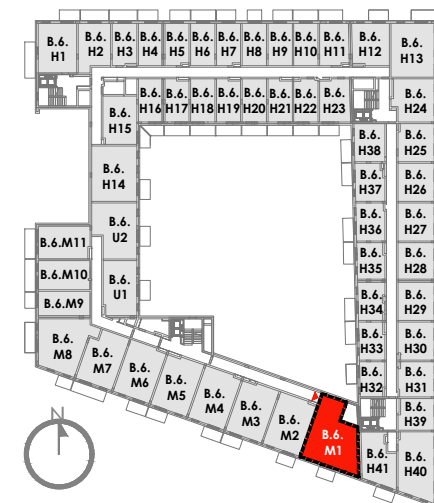 B.6. H1
B.6. H2
B.6. H3
B.6. H4
B.6. H5
B.6. H6
B.6. H7
B.6. H8
B.6. H9
B.6. H10
B.6. H11
B.6. H12
B.6. H13
B.6. H16
B.6. H17
B.6. H18
B.6. H19
B.6. H20
B.6. H21
B.6. H22
B.6. H23
B.6. H24
B.6. H15
B.6. H38
B.6. H25
B.6. H14
B.6. H37
B.6. H26
B.6. U2
B.6. H36
B.6. H27
B.6.M11
B.6. H35
B.6. H28
B.6.M10
B.6. U1
B.6. H34
B.6. H29
B.6.M9
B.6. H33
B.6. H30
B.6. M8
B.6. M7
B.6. M6
B.6. M5
B.6. M4
B.6. M3
B.6. M2
B.6. M1
B.6. H32
B.6. H31
B.6. H39
B.6. H41
B.6. H40
N